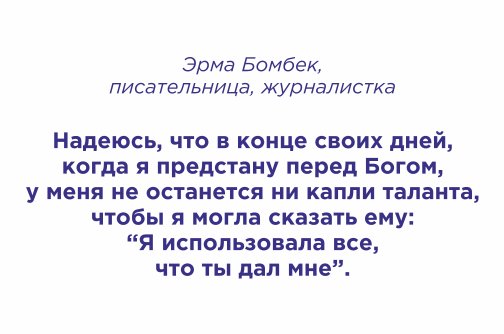 Эрма Бомбек,
писательница, журналистка
Надеюсь, что в конце своих дней,
когда я предстану перед Богом,
у меня не останется ни капли таланта,
чтобы я могла сказать ему:
“Я использовала все,
что ты дал мне”.